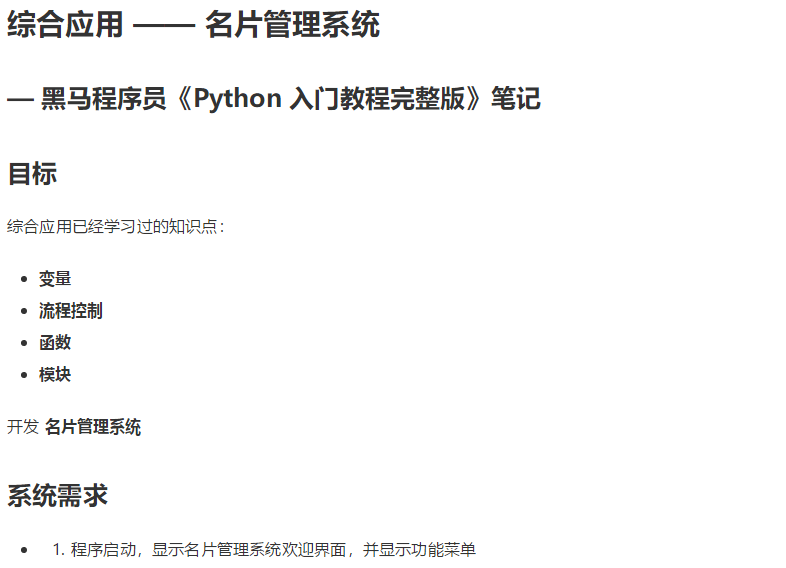 综合应用 —— 名片管理系统
— 黑马程序员《Python 入门教程完整版》笔记
目标
综合应用已经学习过的知识点：
• 变量
• 流程控制
• 函数
• 模块
开发 名片管理系统
系统需求
• 1. 程序启动，显示名片管理系统欢迎界面，并显示功能菜单